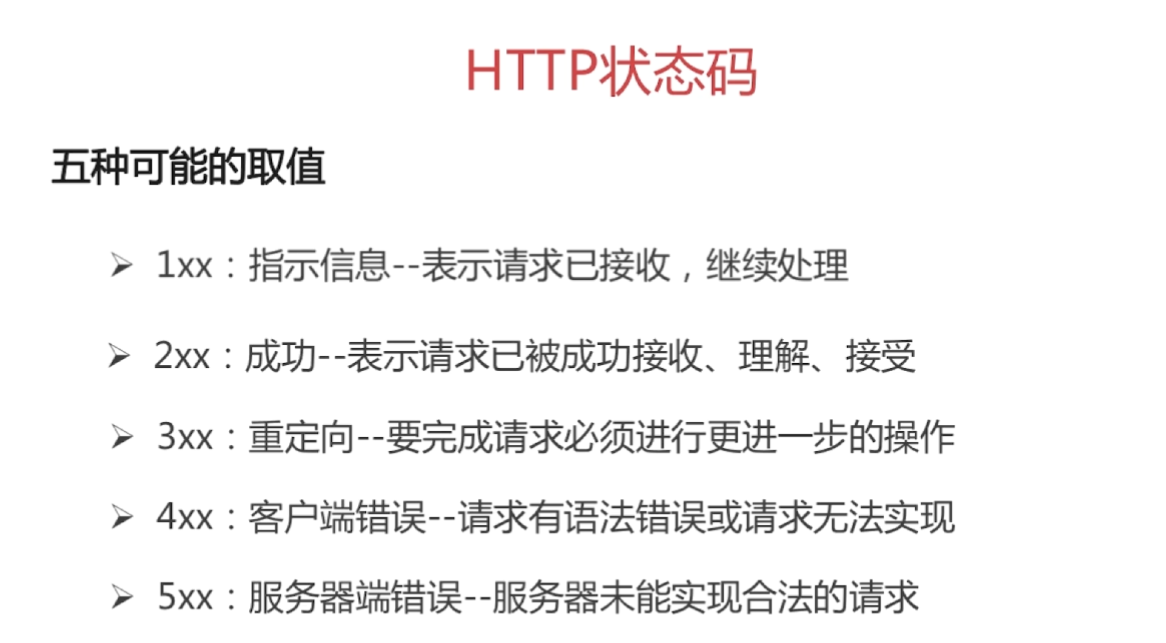 HTTP状态码
五种可能的取值
➢ 1xx：指示信息--表示请求已接收，继续处理
➢ 2xx：成功--表示请求已被成功接收、理解、接受
➢ 3xx：重定向--要完成请求必须进行更进一步的操作
➢ 4xx：客户端错误--请求有语法错误或请求无法实现
➢ 5xx：服务器端错误--服务器未能实现合法的请求